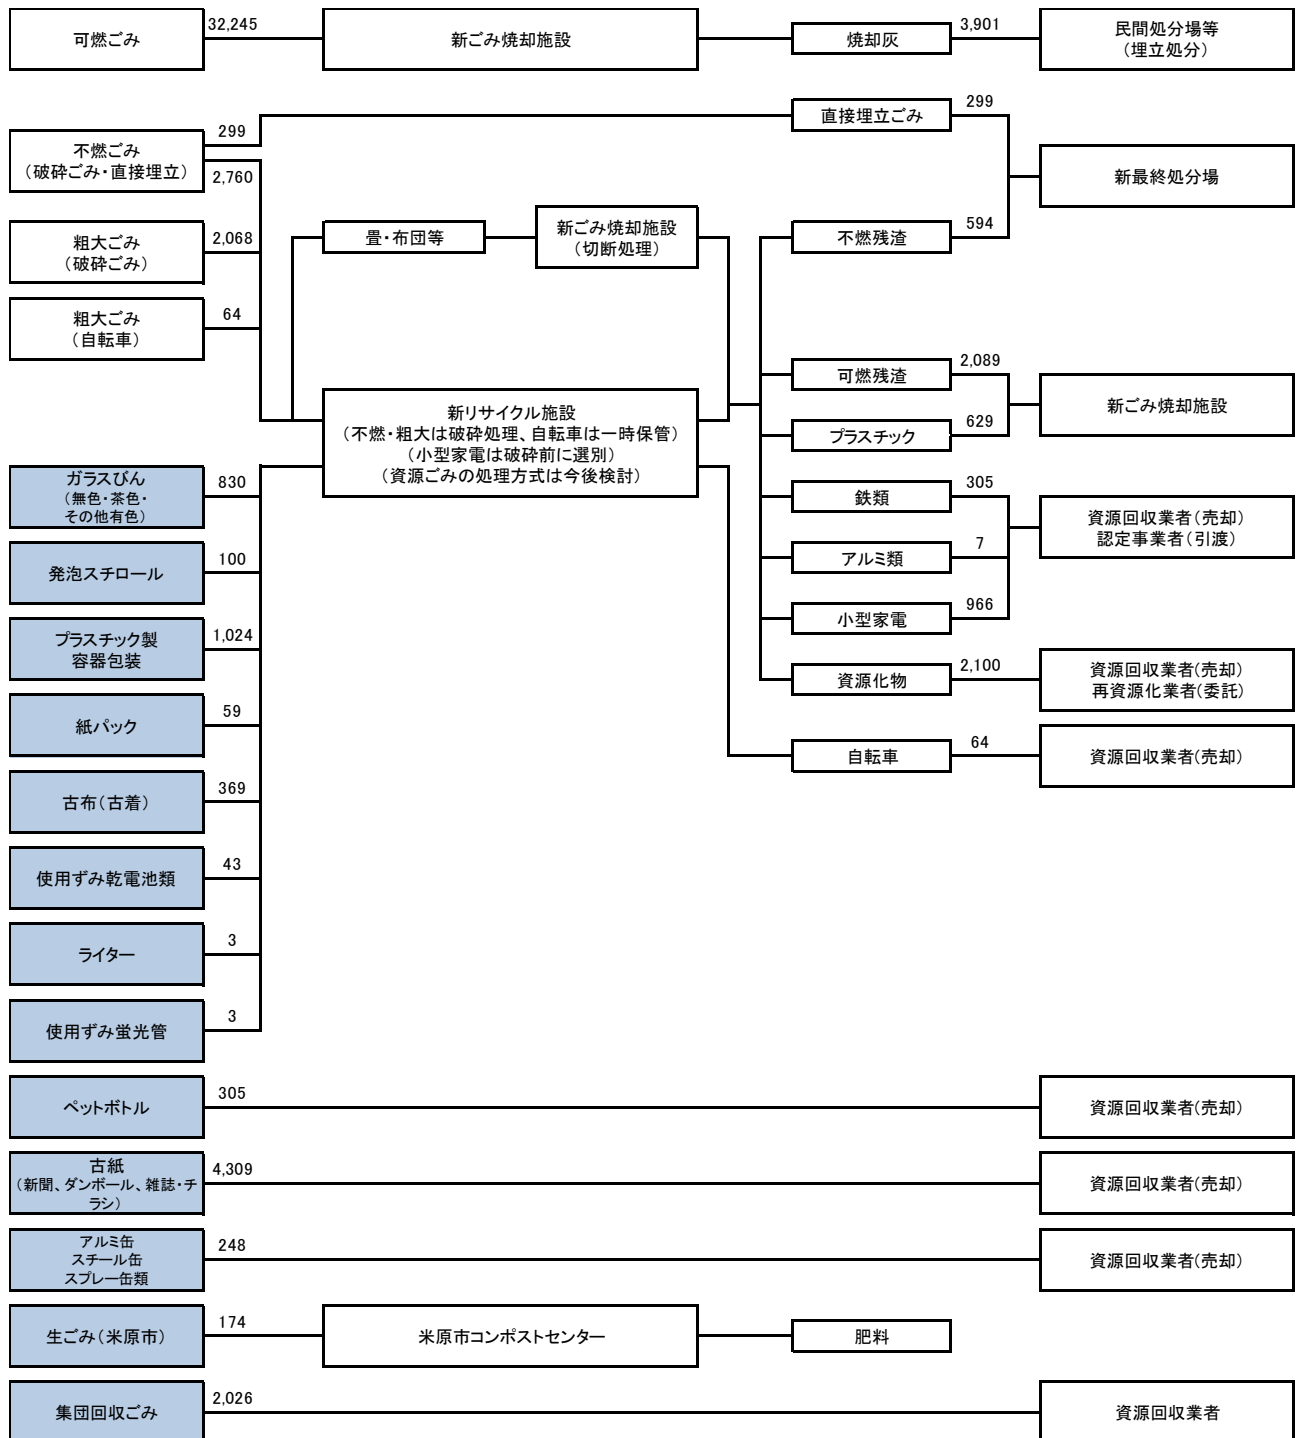 可燃ごみ
32,245
新ごみ焼却施設
焼却灰
3,901
民間処分場等
（埋立処分）
直接埋立ごみ
299
不燃ごみ
（破砕ごみ・直接埋立）
299
2,760
新最終処分場
粗大ごみ
（破砕ごみ）
2,068
畳・布団等
新ごみ焼却施設
（切断処理）
不燃残渣
594
粗大ごみ
（自転車）
64
可燃残渣
2,089
新ごみ焼却施設
プラスチック
629
新リサイクル施設
（不燃・粗大は破砕処理、自転車は一時保管）
（小型家電は破砕前に選別）
（資源ごみの処理方式は今後検討）
ガラスびん
（無色・茶色・
その他有色）
830
鉄類
305
資源回収業者（売却）
認定事業者（引渡）
アルミ類
7
発泡スチロール
100
小型家電
966
プラスチック製
容器包装
1,024
資源化物
2,100
資源回収業者(売却)
再資源化業者(委託)
紙パック
59
自転車
64
資源回収業者(売却)
古布（古着）
369
使用ずみ乾電池類
43
ライター
3
使用ずみ蛍光管
3
ペットボトル
305
資源回収業者(売却)
古紙
（新聞、ダンボール、雑誌・チ
ラシ）
4,309
資源回収業者(売却)
アルミ缶
スチール缶
スプレー缶類
248
資源回収業者(売却)
生ごみ（米原市）
174
米原市コンポストセンター
肥料
集団回収ごみ
2,026
資源回収業者